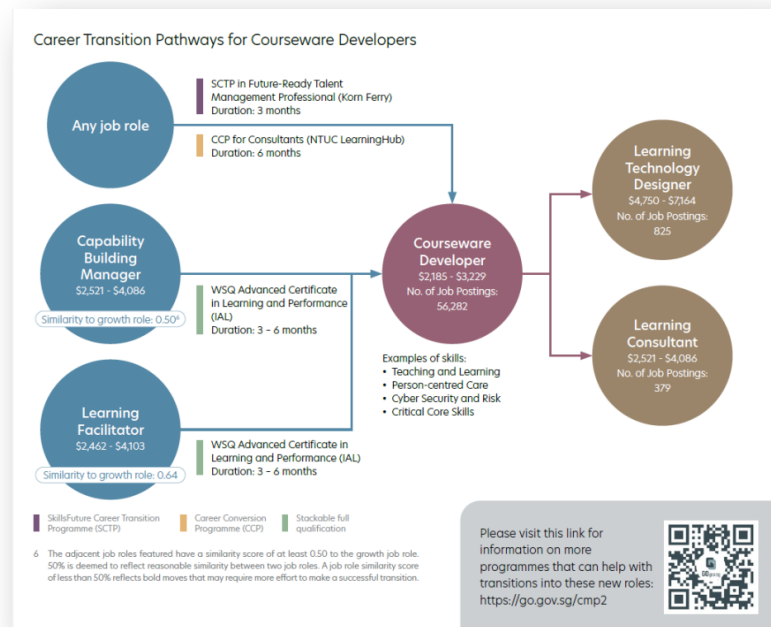 Career Transition Pathways for Courseware Developers
Any job role
SCTP in Future-Ready Talent
Management Professional (Korn Ferry)
Duration: 3 months
CCP for Consultants (NTUC LearningHub)
Duration: 6 months
Capability
Building
Manager
$2,521 - $4,086
Similarity to growth role: 0.50⁶
WSQ Advanced Certificate
in Learning and Performance
(IAL)
Duration: 3 – 6 months
Learning
Facilitator
$2,462 - $4,103
Similarity to growth role: 0.64
WSQ Advanced Certificate in
Learning and Performance (IAL)
Duration: 3 – 6 months
Courseware
Developer
$2,185 - $3,229
No. of Job Postings:
56,282
Examples of skills:
• Teaching and Learning
• Person-centred Care
• Cyber Security and Risk
• Critical Core Skills
Learning
Technology
Designer
$4,750 - $7,164
No. of Job Postings:
825
Learning
Consultant
$2,521 - $4,086
No. of Job Postings:
379
SkillsFuture Career Transition
Programme (SCTP)
Career Conversion
Programme (CCP)
Stackable full
qualification
6 The adjacent job roles featured have a similarity score of at least 0.50 to the growth job role.
50% is deemed to reflect reasonable similarity between two job roles. A job role similarity score
of less than 50% reflects bold moves that may require more effort to make a successful transition.
Please visit this link for
information on more
programmes that can help with
transitions into these new roles:
https://go.gov.sg/cmp2